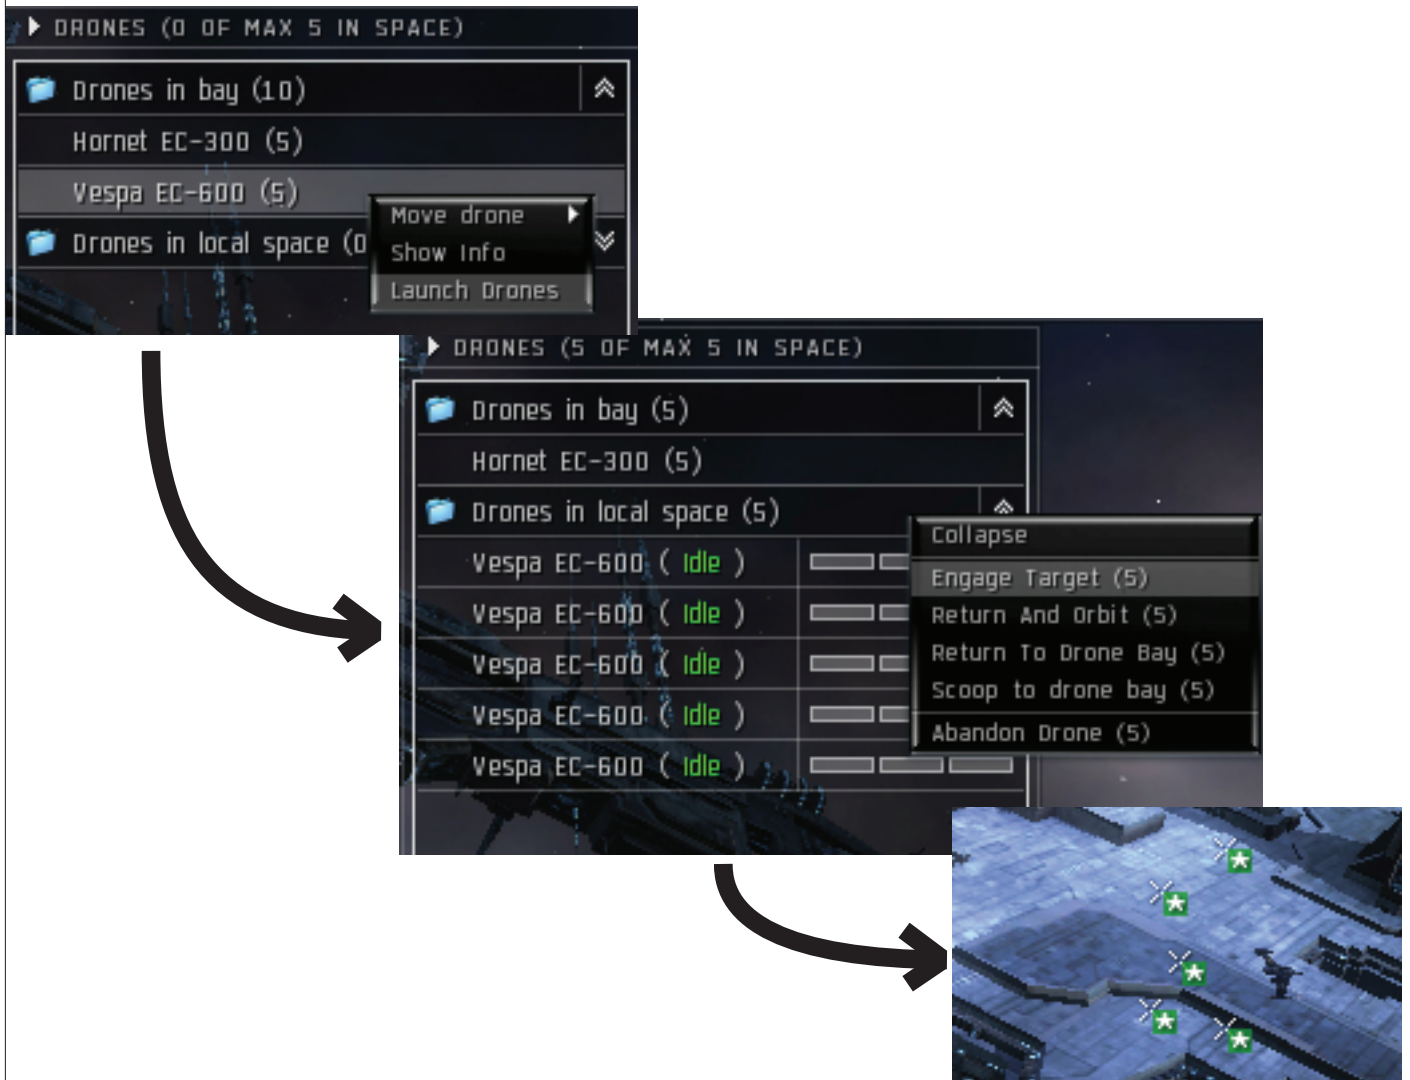 DRONES (0 OF MAX 5 IN SPACE)
Drones in bay (10)
Hornet EC-300 (5)
Vespa EC-600 (5)
Drones in local space (0
Move drone
Show Info
Launch Drones
DRONES (5 OF MAX 5 IN SPACE)
Drones in bay (5)
Hornet EC-300 (5)
Drones in local space (5)
Vespa EC-600 ( Idle )
Vespa EC-600 ( Idle )
Vespa EC-600 ( Idle )
Vespa EC-600 ( Idle )
Vespa EC-600 ( Idle )
Collapse
Engage Target (5)
Return And Orbit (5)
Return To Drone Bay (5)
Scoop to drone bay (5)
Abandon Drone (5)